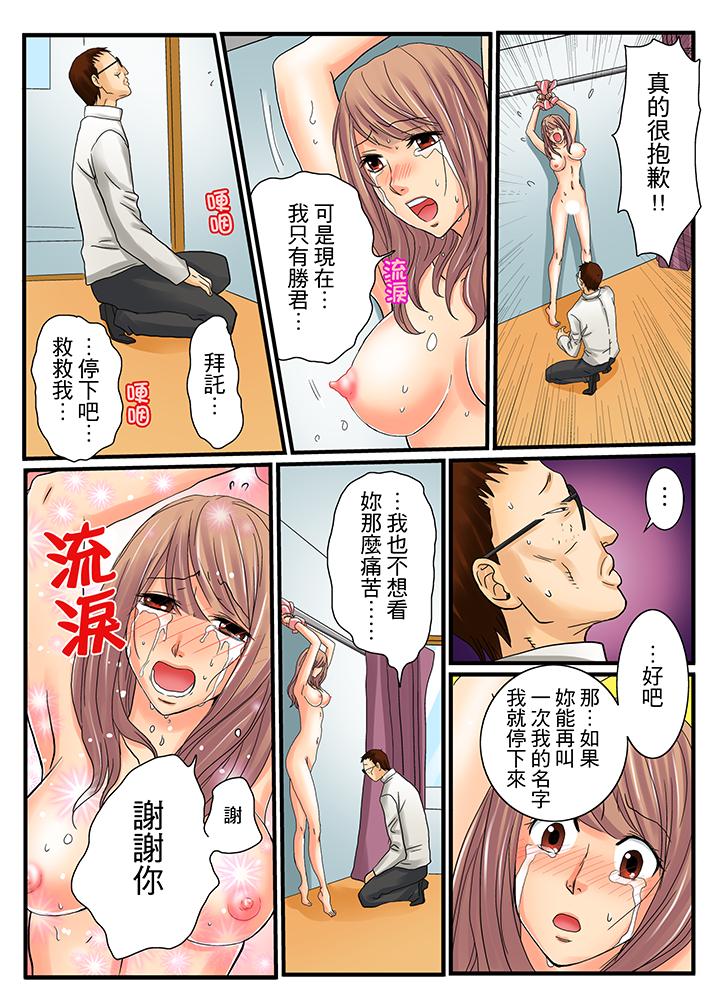 真的很抱歉!!
可是現在…
我只有勝君…
流淚
哽咽
拜託…
…停下吧…
救救我…
哽咽
…
…好吧
那…如果
妳能再叫
一次我的名字
我就停下來
…我也不想看
妳那麼痛苦……
流淚
謝
謝謝你